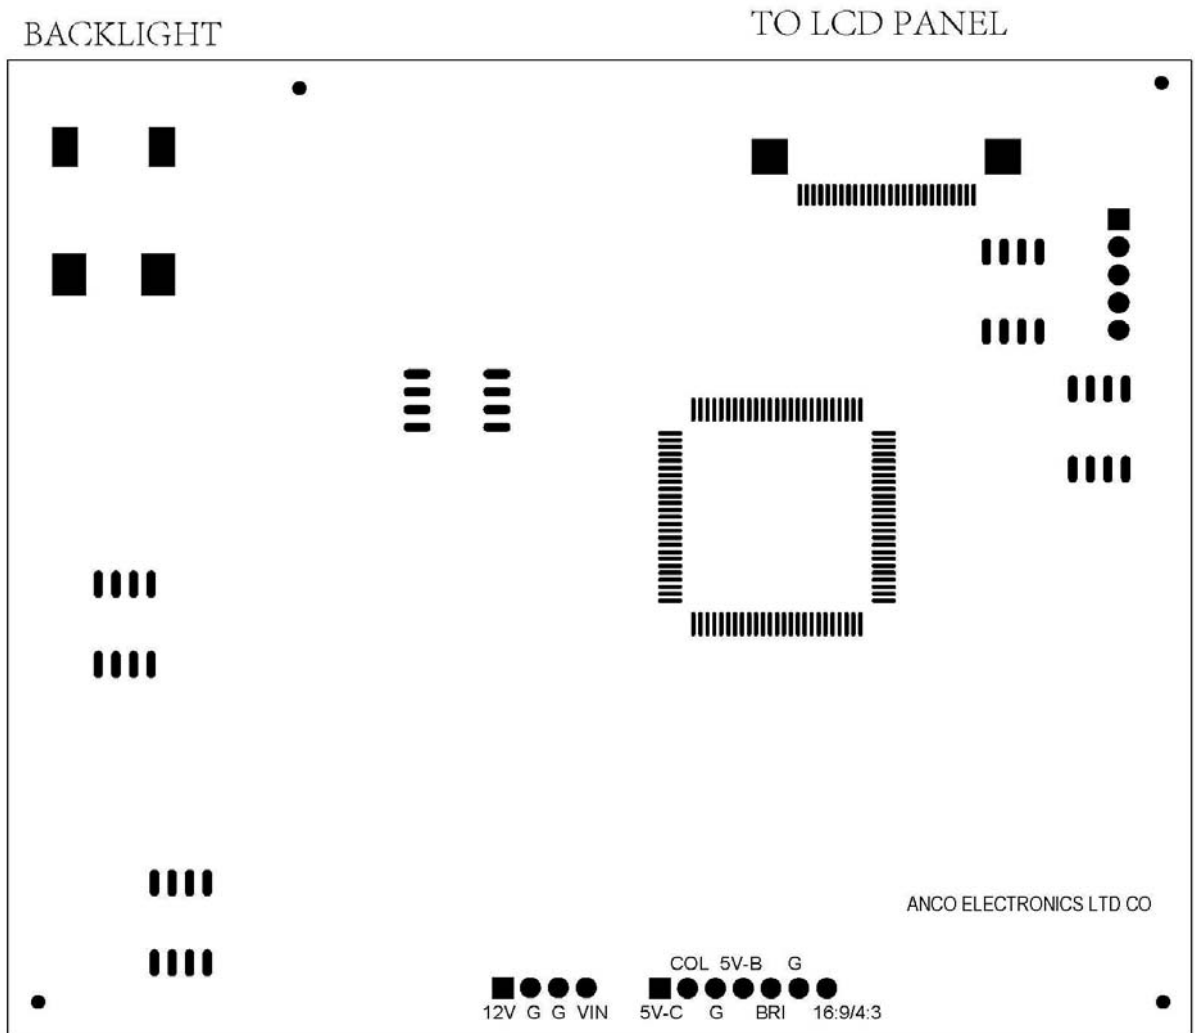 BACKLIGHT
TO LCD PANEL
ANCO ELECTRONICS LTD CO
COL 5V-B G
12V G G VIN 5V-C G BRI 16:9/4:3